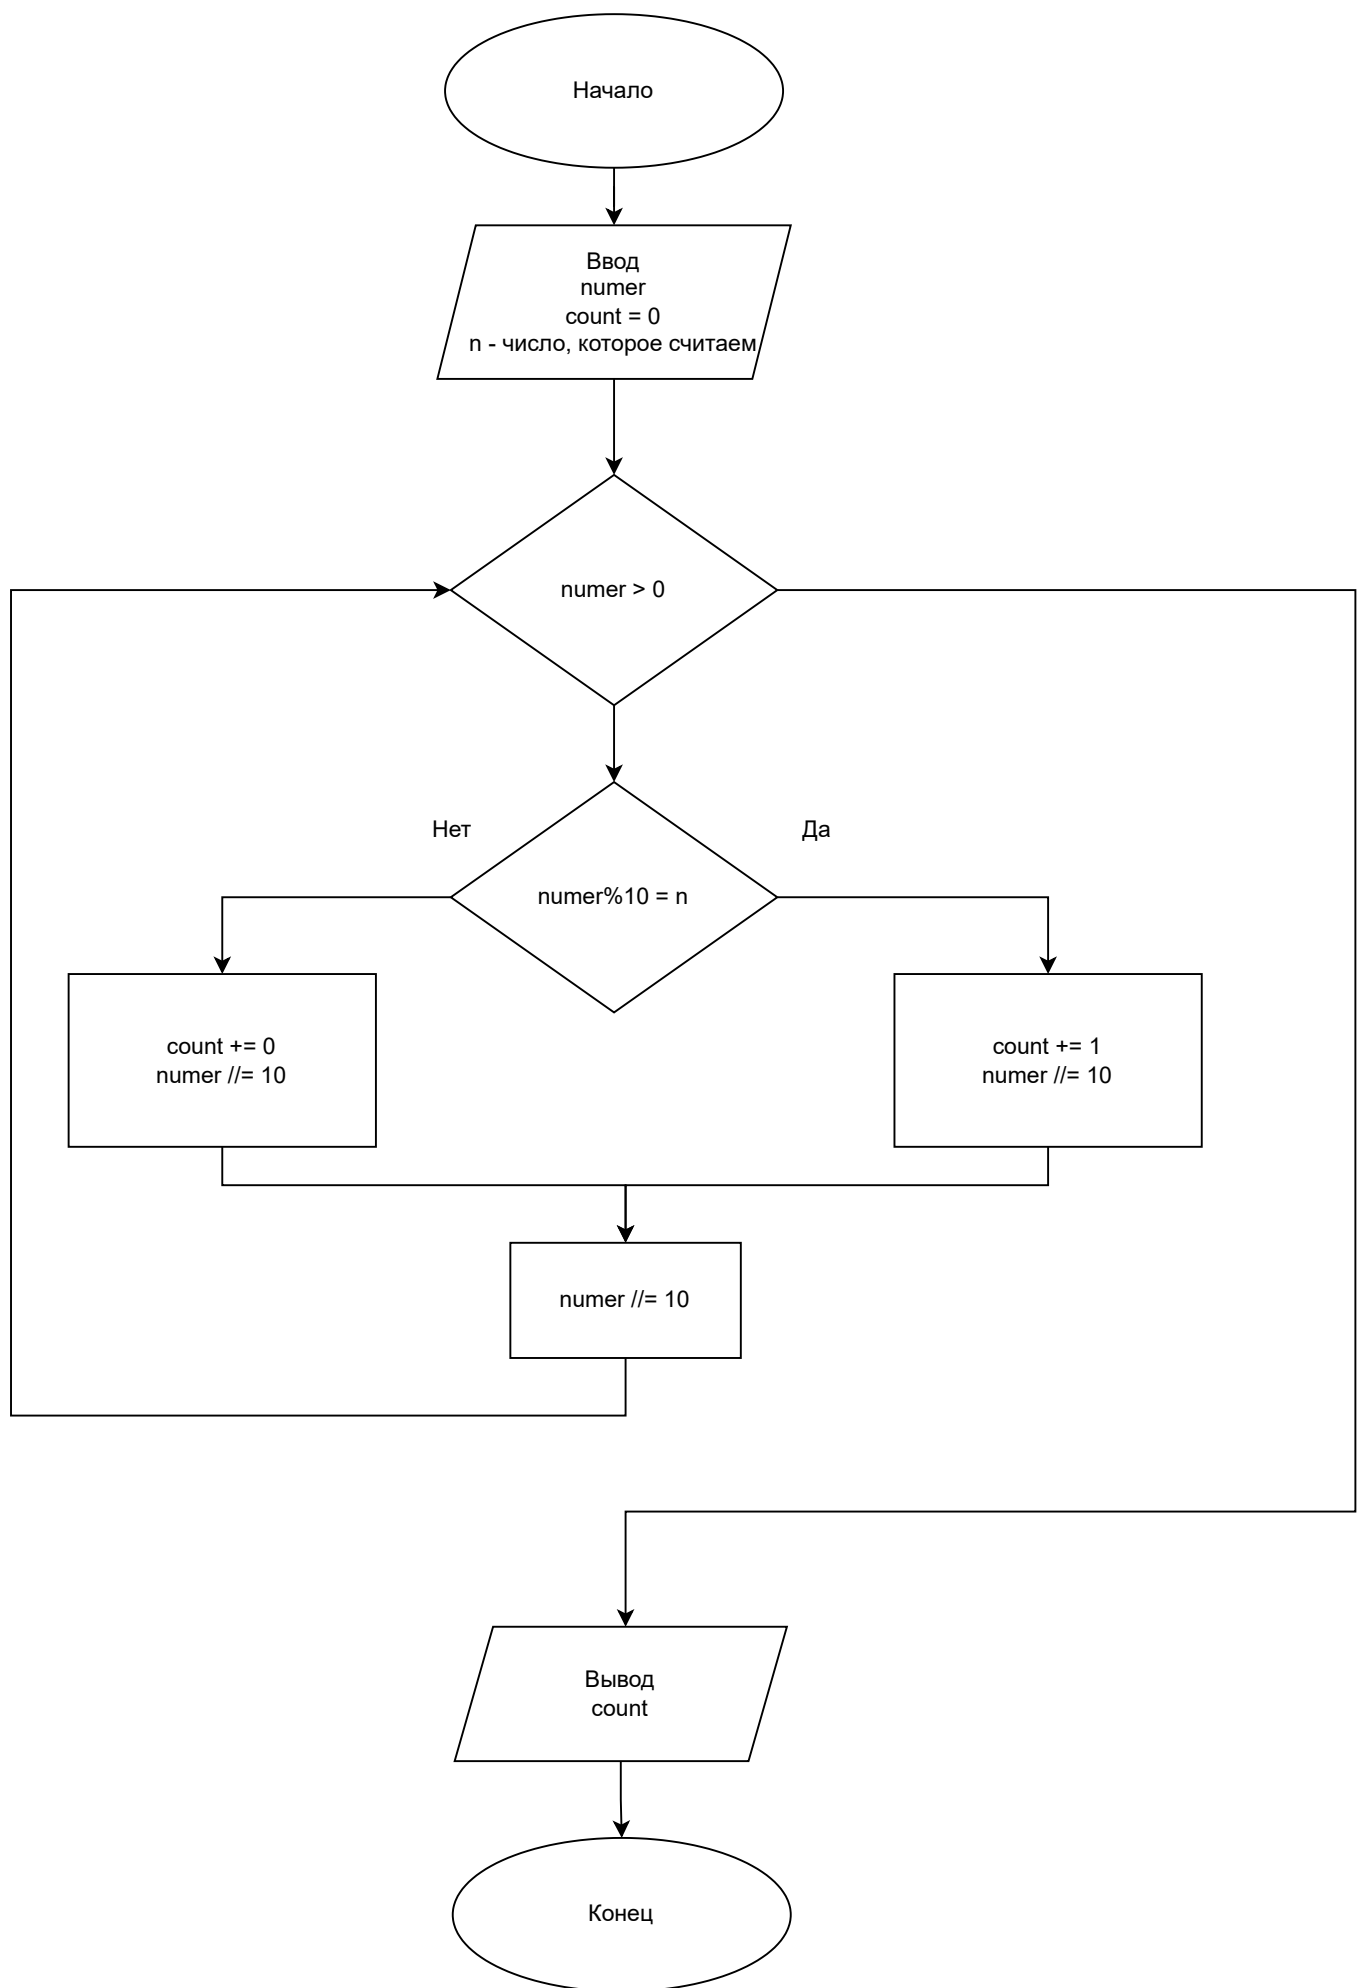 Начало
Ввод
numer
count = 0
n - число, которое считаем
numer > 0
Нет
Да
numer%10 = n
count += 0
numer //= 10
count += 1
numer //= 10
numer //= 10
Вывод
count
Конец